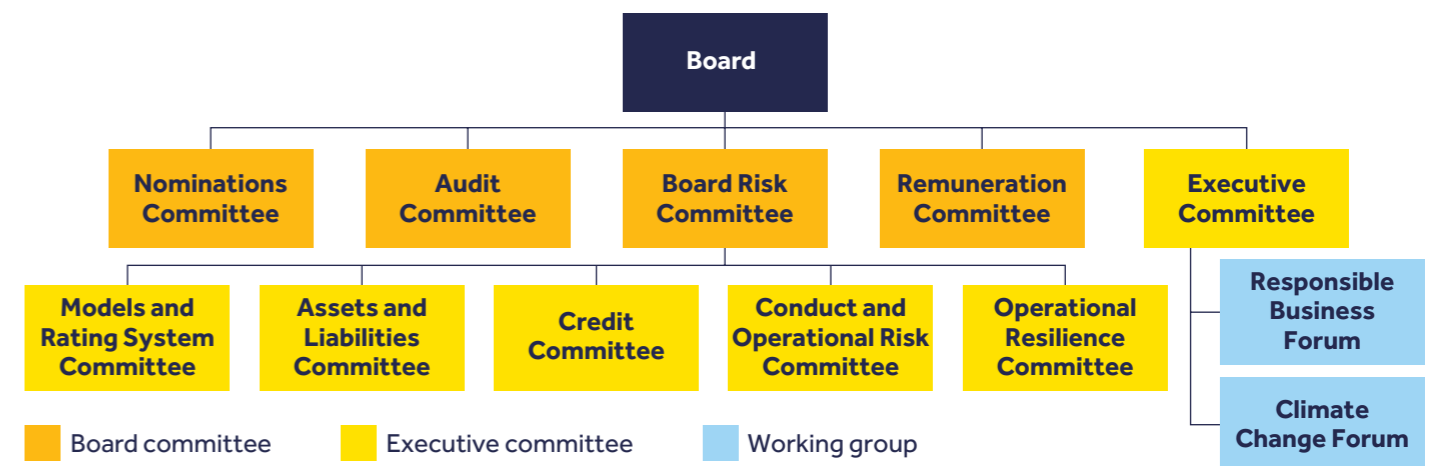 Board
Nominations
Committee
Audit
Committee
Board Risk
Committee
Remuneration
Committee
Executive
Committee
Models and
Rating System
Committee
Assets and
Liabilities
Committee
Credit
Committee
Conduct and
Operational Risk
Committee
Operational
Resilience
Committee
Responsible
Business
Forum
Climate
Change Forum
Board committee
Executive committee
Working group